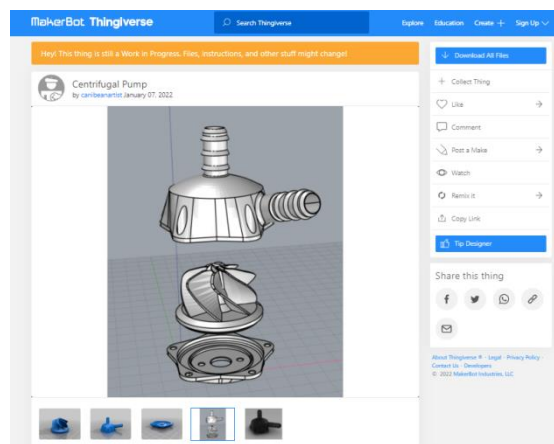 MakerBot Thingiverse
Search Thingiverse
Explore Education Create + Sign Up
Hey! This thing is still a Work in Progress. Files, instructions, and other stuff might change!
Centrifugal Pump
by caribeanartist January 07, 2022
Download All Files
Collect Thing
Like
Comment
Post a Make
Watch
Remix it
Copy Link
Tip Designer
Share this thing
About Thingiverse ® · Legal · Privacy Policy ·
Contact Us · Developers
© 2022 MakerBot Industries, LLC